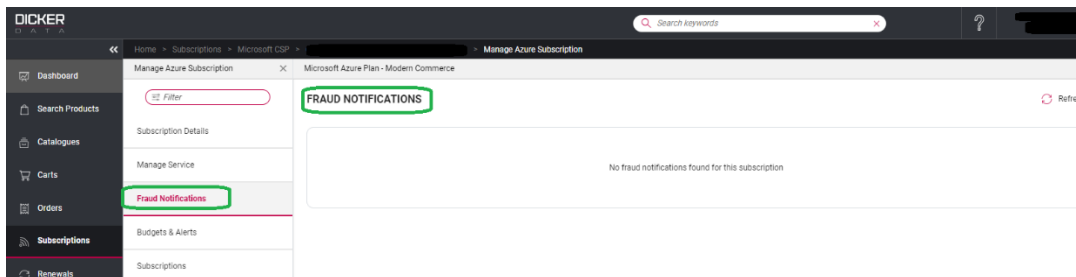 DICKER
DATA
Search keywords
?
Home > Subscriptions > Microsoft CSP > > Manage Azure Subscription
Dashboard
Search Products
Catalogues
Carts
Orders
Subscriptions
Renewals
Manage Azure Subscription
Filter
Subscription Details
Manage Service
Fraud Notifications
Budgets & Alerts
Subscriptions
Microsoft Azure Plan - Modern Commerce
FRAUD NOTIFICATIONS
Refre
No fraud notifications found for this subscription